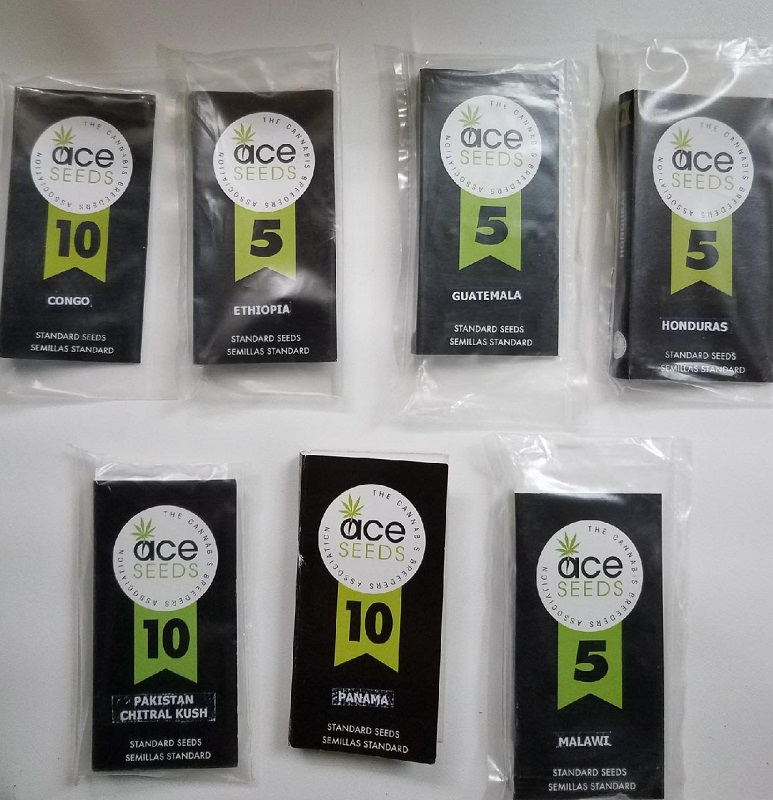 THE CANNABIS BREEDERS ASSOCIATION
ace
SEEDS
10
CONGO
STANDARD SEEDS
SEMILLAS STANDARD
THE CANNABIS BREEDERS ASSOCIATION
ace
SEEDS
5
ETHIOPIA
STANDARD SEEDS
SEMILLAS STANDARD
THE CANNABIS BREEDERS ASSOCIATION
ace
SEEDS
5
GUATEMALA
STANDARD SEEDS
SEMILLAS STANDARD
HONDURAS
THE CANNABIS BREEDERS ASSOCIATION
ace
SEEDS
5
HONDURAS
STANDARD SEEDS
SEMILLAS STANDARD
THE CANNABIS BREEDERS ASSOCIATION
ace
SEEDS
10
PAKISTAN
CHITRAL KUSH
STANDARD SEEDS
SEMILLAS STANDARD
THE CANNABIS BREEDERS ASSOCIATION
ace
SEEDS
10
PANAMA
STANDARD SEEDS
SEMILLAS STANDARD
THE CANNABIS BREEDERS ASSOCIATION
ace
SEEDS
5
MALAWI
STANDARD SEEDS
SEMILLAS STANDARD